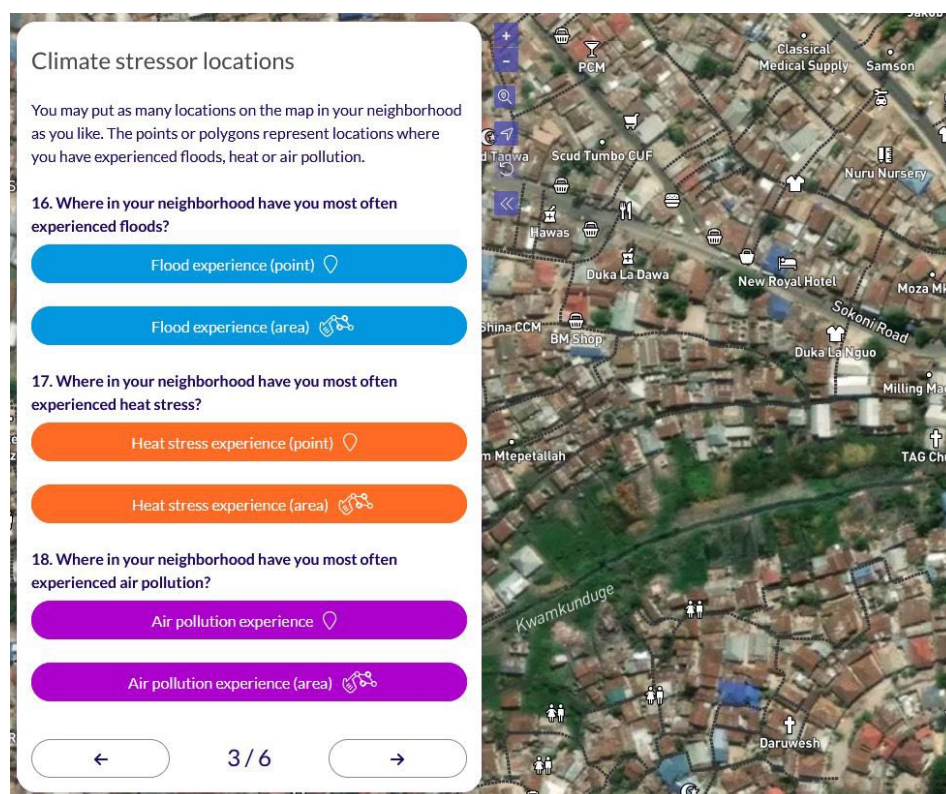 Climate stressor locations
You may put as many locations on the map in your neighborhood
as you like. The points or polygons represent locations where
you have experienced floods, heat or air pollution.
16. Where in your neighborhood have you most often
experienced floods?
Flood experience (point)
Flood experience (area)
17. Where in your neighborhood have you most often
experienced heat stress?
Heat stress experience (point)
Heat stress experience (area)
18. Where in your neighborhood have you most often
experienced air pollution?
Air pollution experience
Air pollution experience (area)
3 / 6
PCM
Classical
Medical Supply
Samson
Tagwa
Scud Tumbo CUF
Nuru Nursery
Hawas
Duka La Dawa
New Royal Hotel
Moza
Sokoni Road
Shina CCM
BM Shop
Duka La Nguo
Milling
Mtepetallah
TAG
Kwamkunduge
Daruwesh